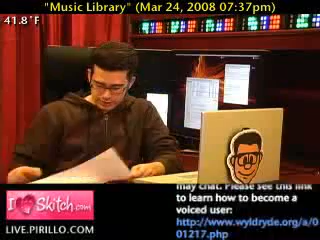 "Music Library" (Mar 24, 2008 07:37pm)
41.8°F
I Skitch.com
LIVE.PIRILLO.COM
may chat. Please see this link
to learn how to become a
voiced user:
http://www.wyldryde.org/a/0
01217.php